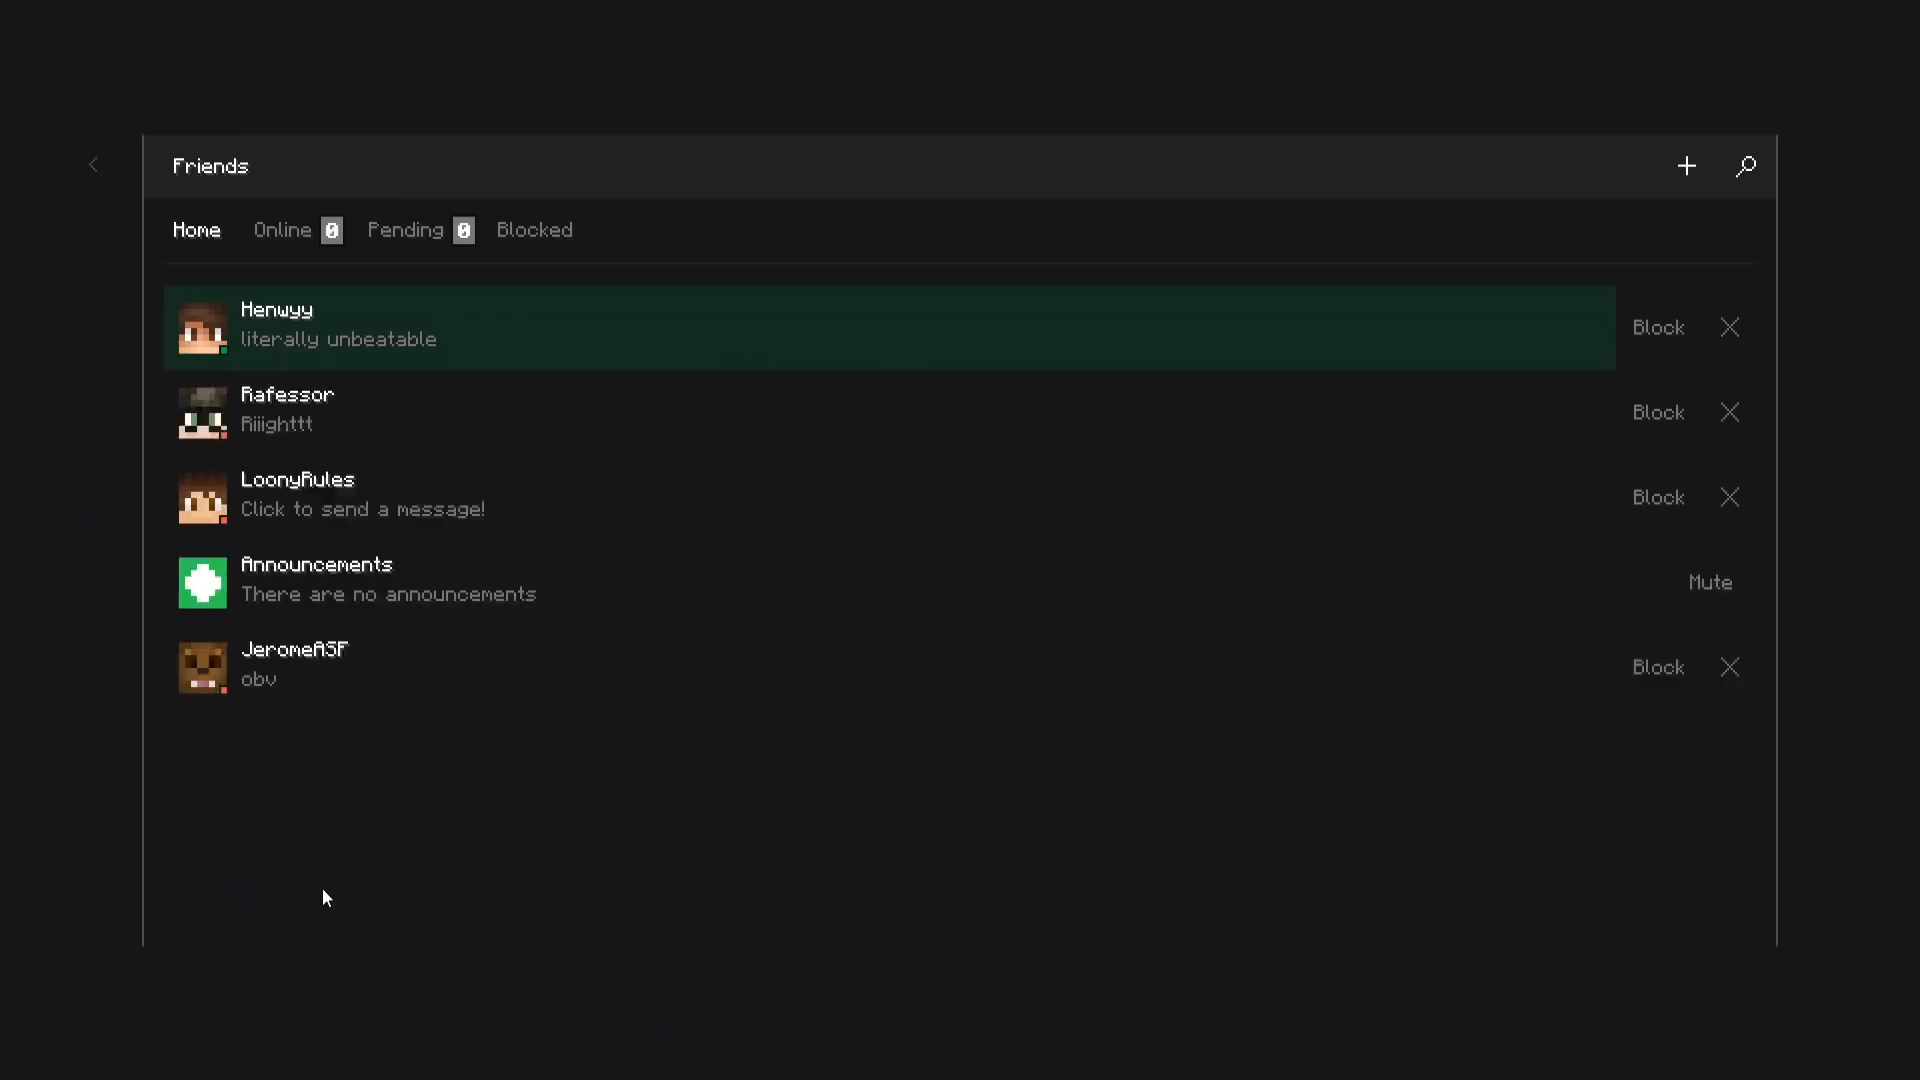 Friends
Home Online 0 Pending 0 Blocked
Henwyy
literally unbeatable
Block
Rafessor
Riiighttt
Block
LoonyRules
Click to send a message!
Block
Announcements
There are no announcements
Mute
JeromeASF
obv
Block